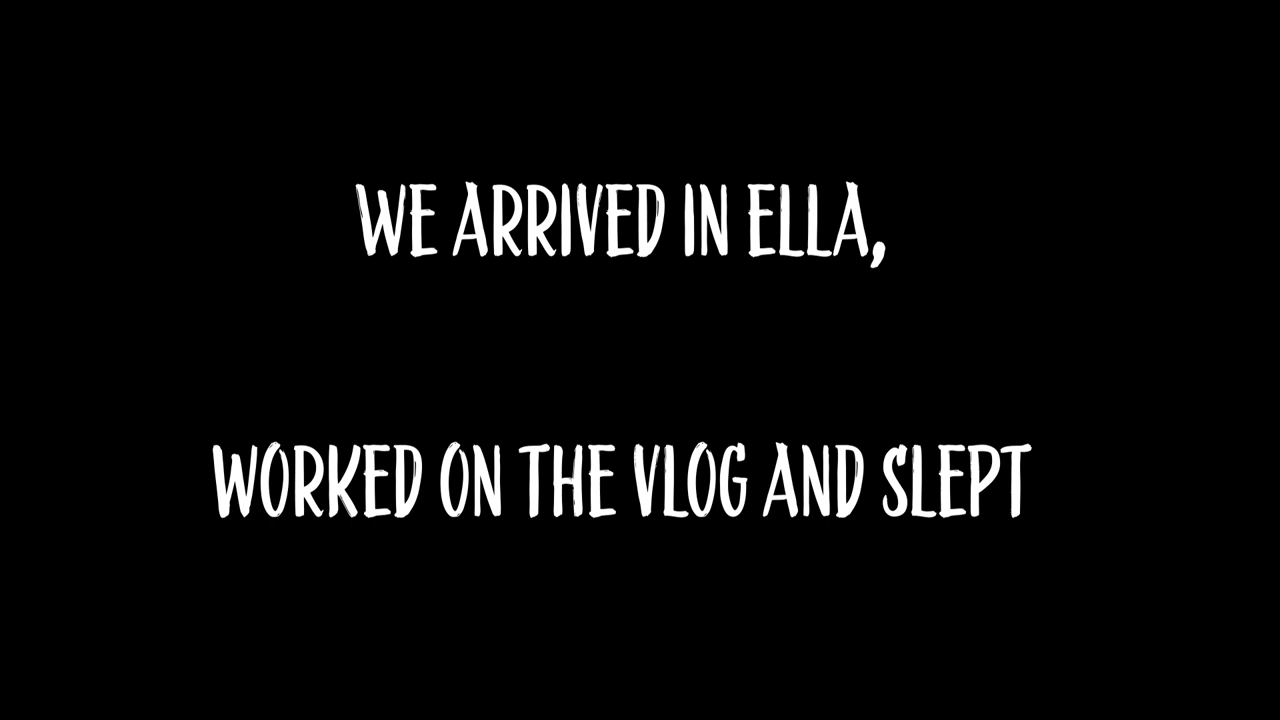 WE ARRIVED IN ELLA,
WORKED ON THE VLOG AND SLEPT